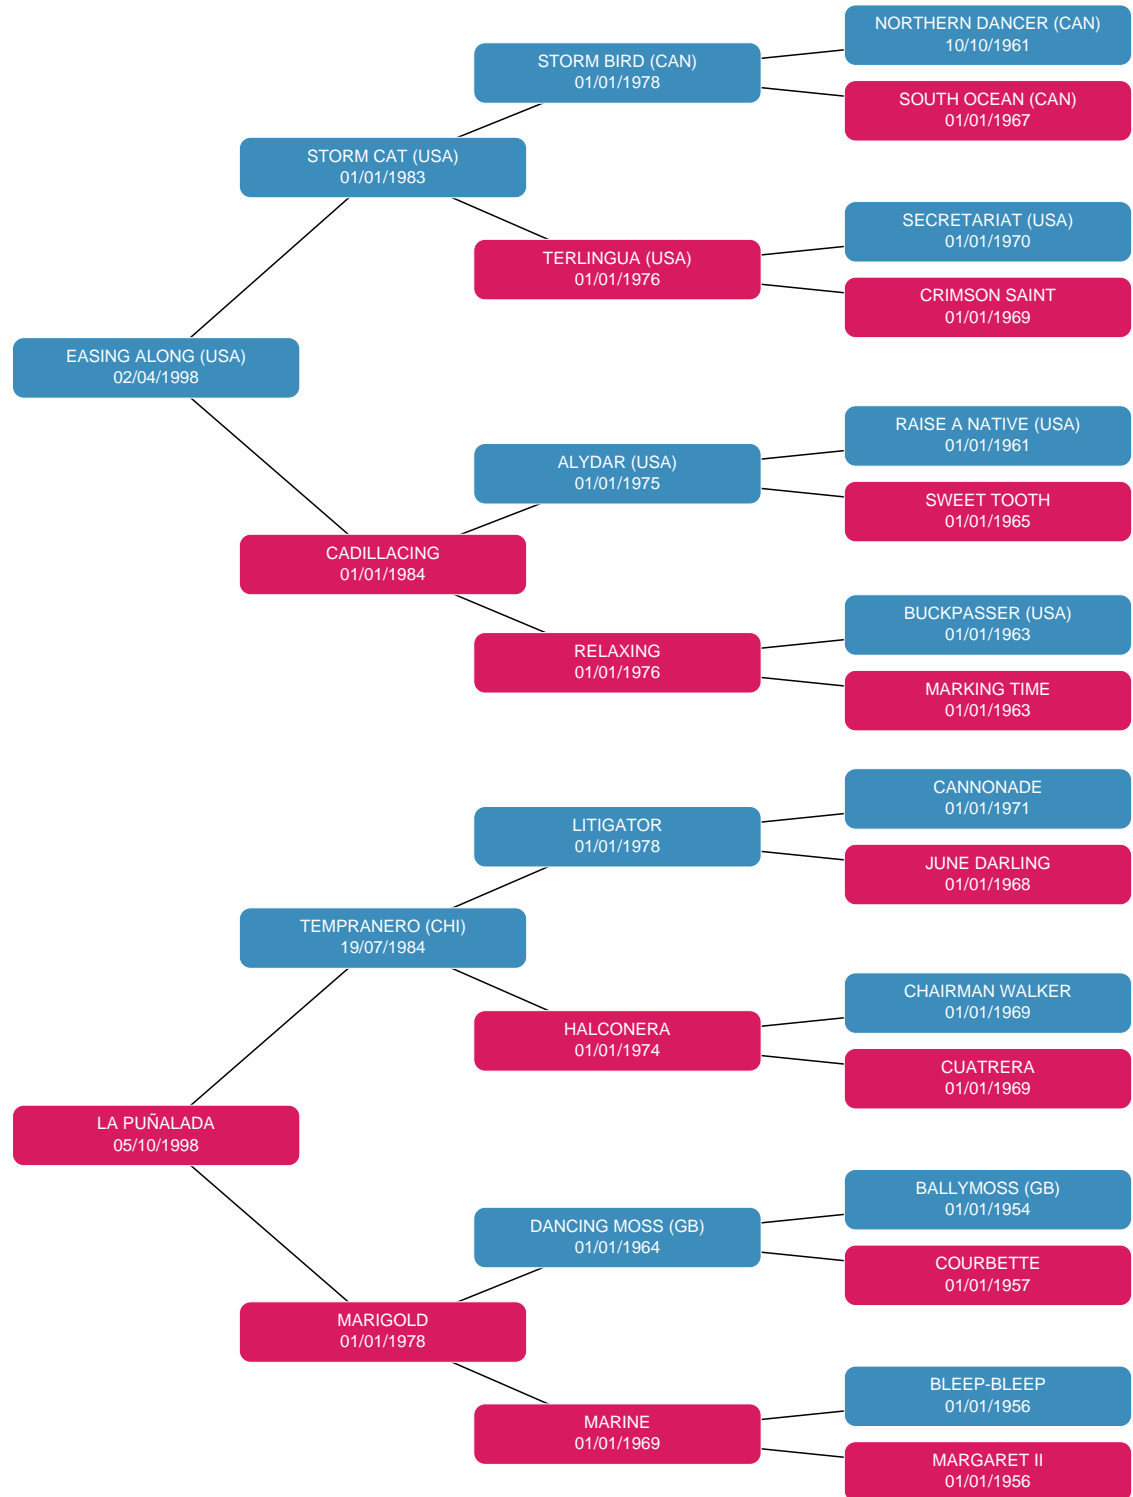 NORTHERN DANCER (CAN)
10/10/1961
STORM BIRD (CAN)
01/01/1978
SOUTH OCEAN (CAN)
01/01/1967
STORM CAT (USA)
01/01/1983
SECRETARIAT (USA)
01/01/1970
TERLINGUA (USA)
01/01/1976
CRIMSON SAINT
01/01/1969
EASING ALONG (USA)
02/04/1998
RAISE A NATIVE (USA)
01/01/1961
ALYDAR (USA)
01/01/1975
SWEET TOOTH
01/01/1965
CADILLACING
01/01/1984
BUCKPASSER (USA)
01/01/1963
RELAXING
01/01/1976
MARKING TIME
01/01/1963
CANNONADE
01/01/1971
LITIGATOR
01/01/1978
JUNE DARLING
01/01/1968
TEMPRANERO (CHI)
19/07/1984
CHAIRMAN WALKER
01/01/1969
HALCONERA
01/01/1974
CUATRERA
01/01/1969
LA PUÑALADA
05/10/1998
BALLYMOSS (GB)
01/01/1954
DANCING MOSS (GB)
01/01/1964
COURBETTE
01/01/1957
MARIGOLD
01/01/1978
BLEEP-BLEEP
01/01/1956
MARINE
01/01/1969
MARGARET II
01/01/1956